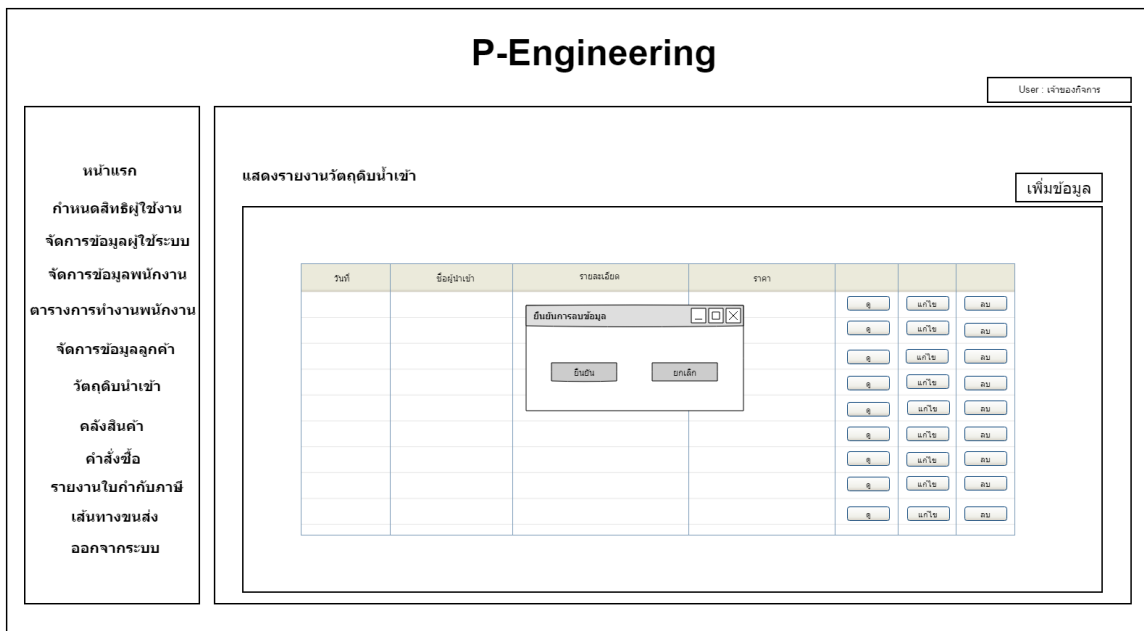 P-Engineering
User : เจ้าของกิจการ
หน้าแรก
กำหนดสิทธิผู้ใช้งาน
จัดการข้อมูลผู้ใช้ระบบ
จัดการข้อมูลพนักงาน
ตารางการทำงานพนักงาน
จัดการข้อมูลลูกค้า
วัตถุดิบนำเข้า
คลังสินค้า
คำสั่งซื้อ
รายงานใบกำกับภาษี
เส้นทางขนส่ง
ออกจากระบบ
แสดงรายงานวัตถุดิบน้ำเข้า
เพิ่มข้อมูล
วันที่ ชื่อผู้นำเข้า รายละเอียด ราคา
ดู แก้ไข ลบ
ดู แก้ไข ลบ
ดู แก้ไข ลบ
ดู แก้ไข ลบ
ดู แก้ไข ลบ
ดู แก้ไข ลบ
ดู แก้ไข ลบ
ดู แก้ไข ลบ
ดู แก้ไข ลบ
ยืนยันการลบข้อมูล
ยืนยัน ยกเลิก